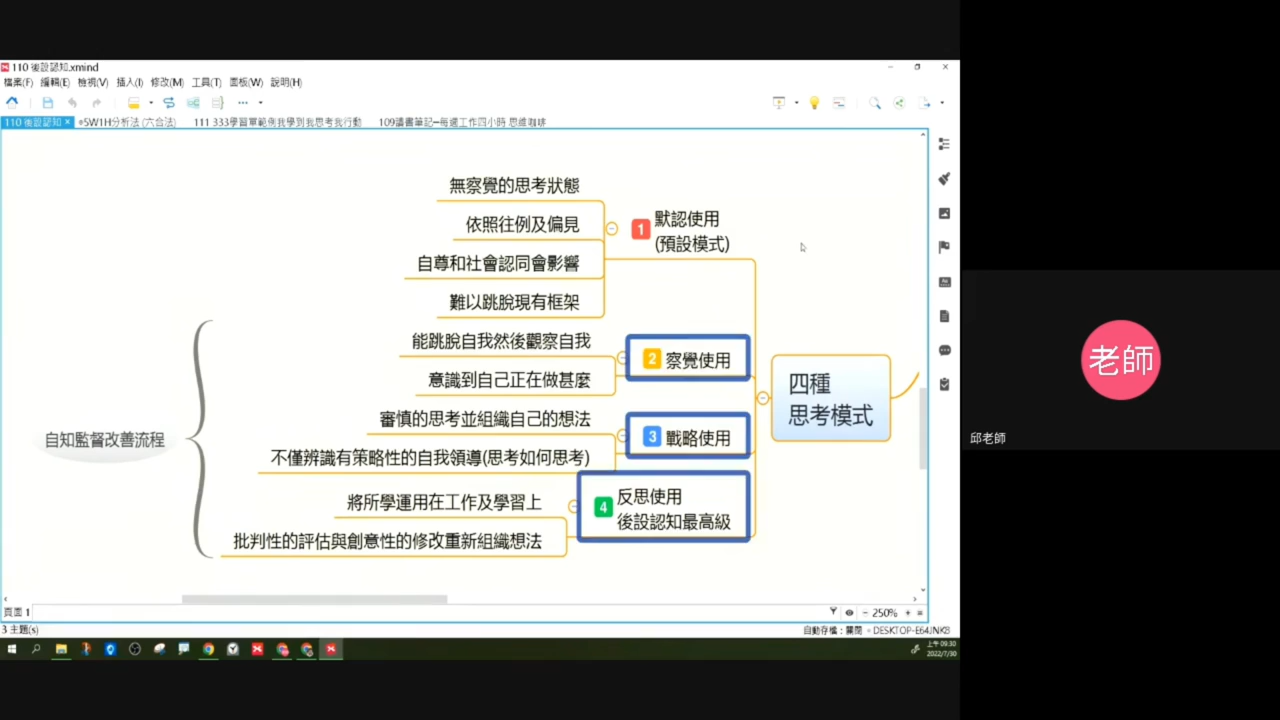 110 後設認知.xmind
檔案(F) 編輯(E) 檢視(V) 插入(I) 修改(M) 工具(T) 面板(W) 說明(H)
110 後設認知 × *5W1H分析法 (六合法) 111 333學習單範例我學到我思考我行動 109讀書筆記--每週工作四小時 思維咖啡
無察覺的思考狀態
依照往例及偏見
自尊和社會認同會影響
難以跳脫現有框架
1 默認使用
(預設模式)
能跳脫自我然後觀察自我
意識到自己正在做甚麼
2 察覺使用
審慎的思考並組織自己的想法
不僅辨識有策略性的自我領導(思考如何思考)
3 戰略使用
將所學運用在工作及學習上
批判性的評估與創意性的修改重新組織想法
4 反思使用
後設認知最高級
四種
思考模式
自知監督改善流程
老師
邱老師
頁面 1
250%
3 主題(s)
自動存檔：關閉 DESKTOP-E64JNK8
上午 09:30
2022/7/30